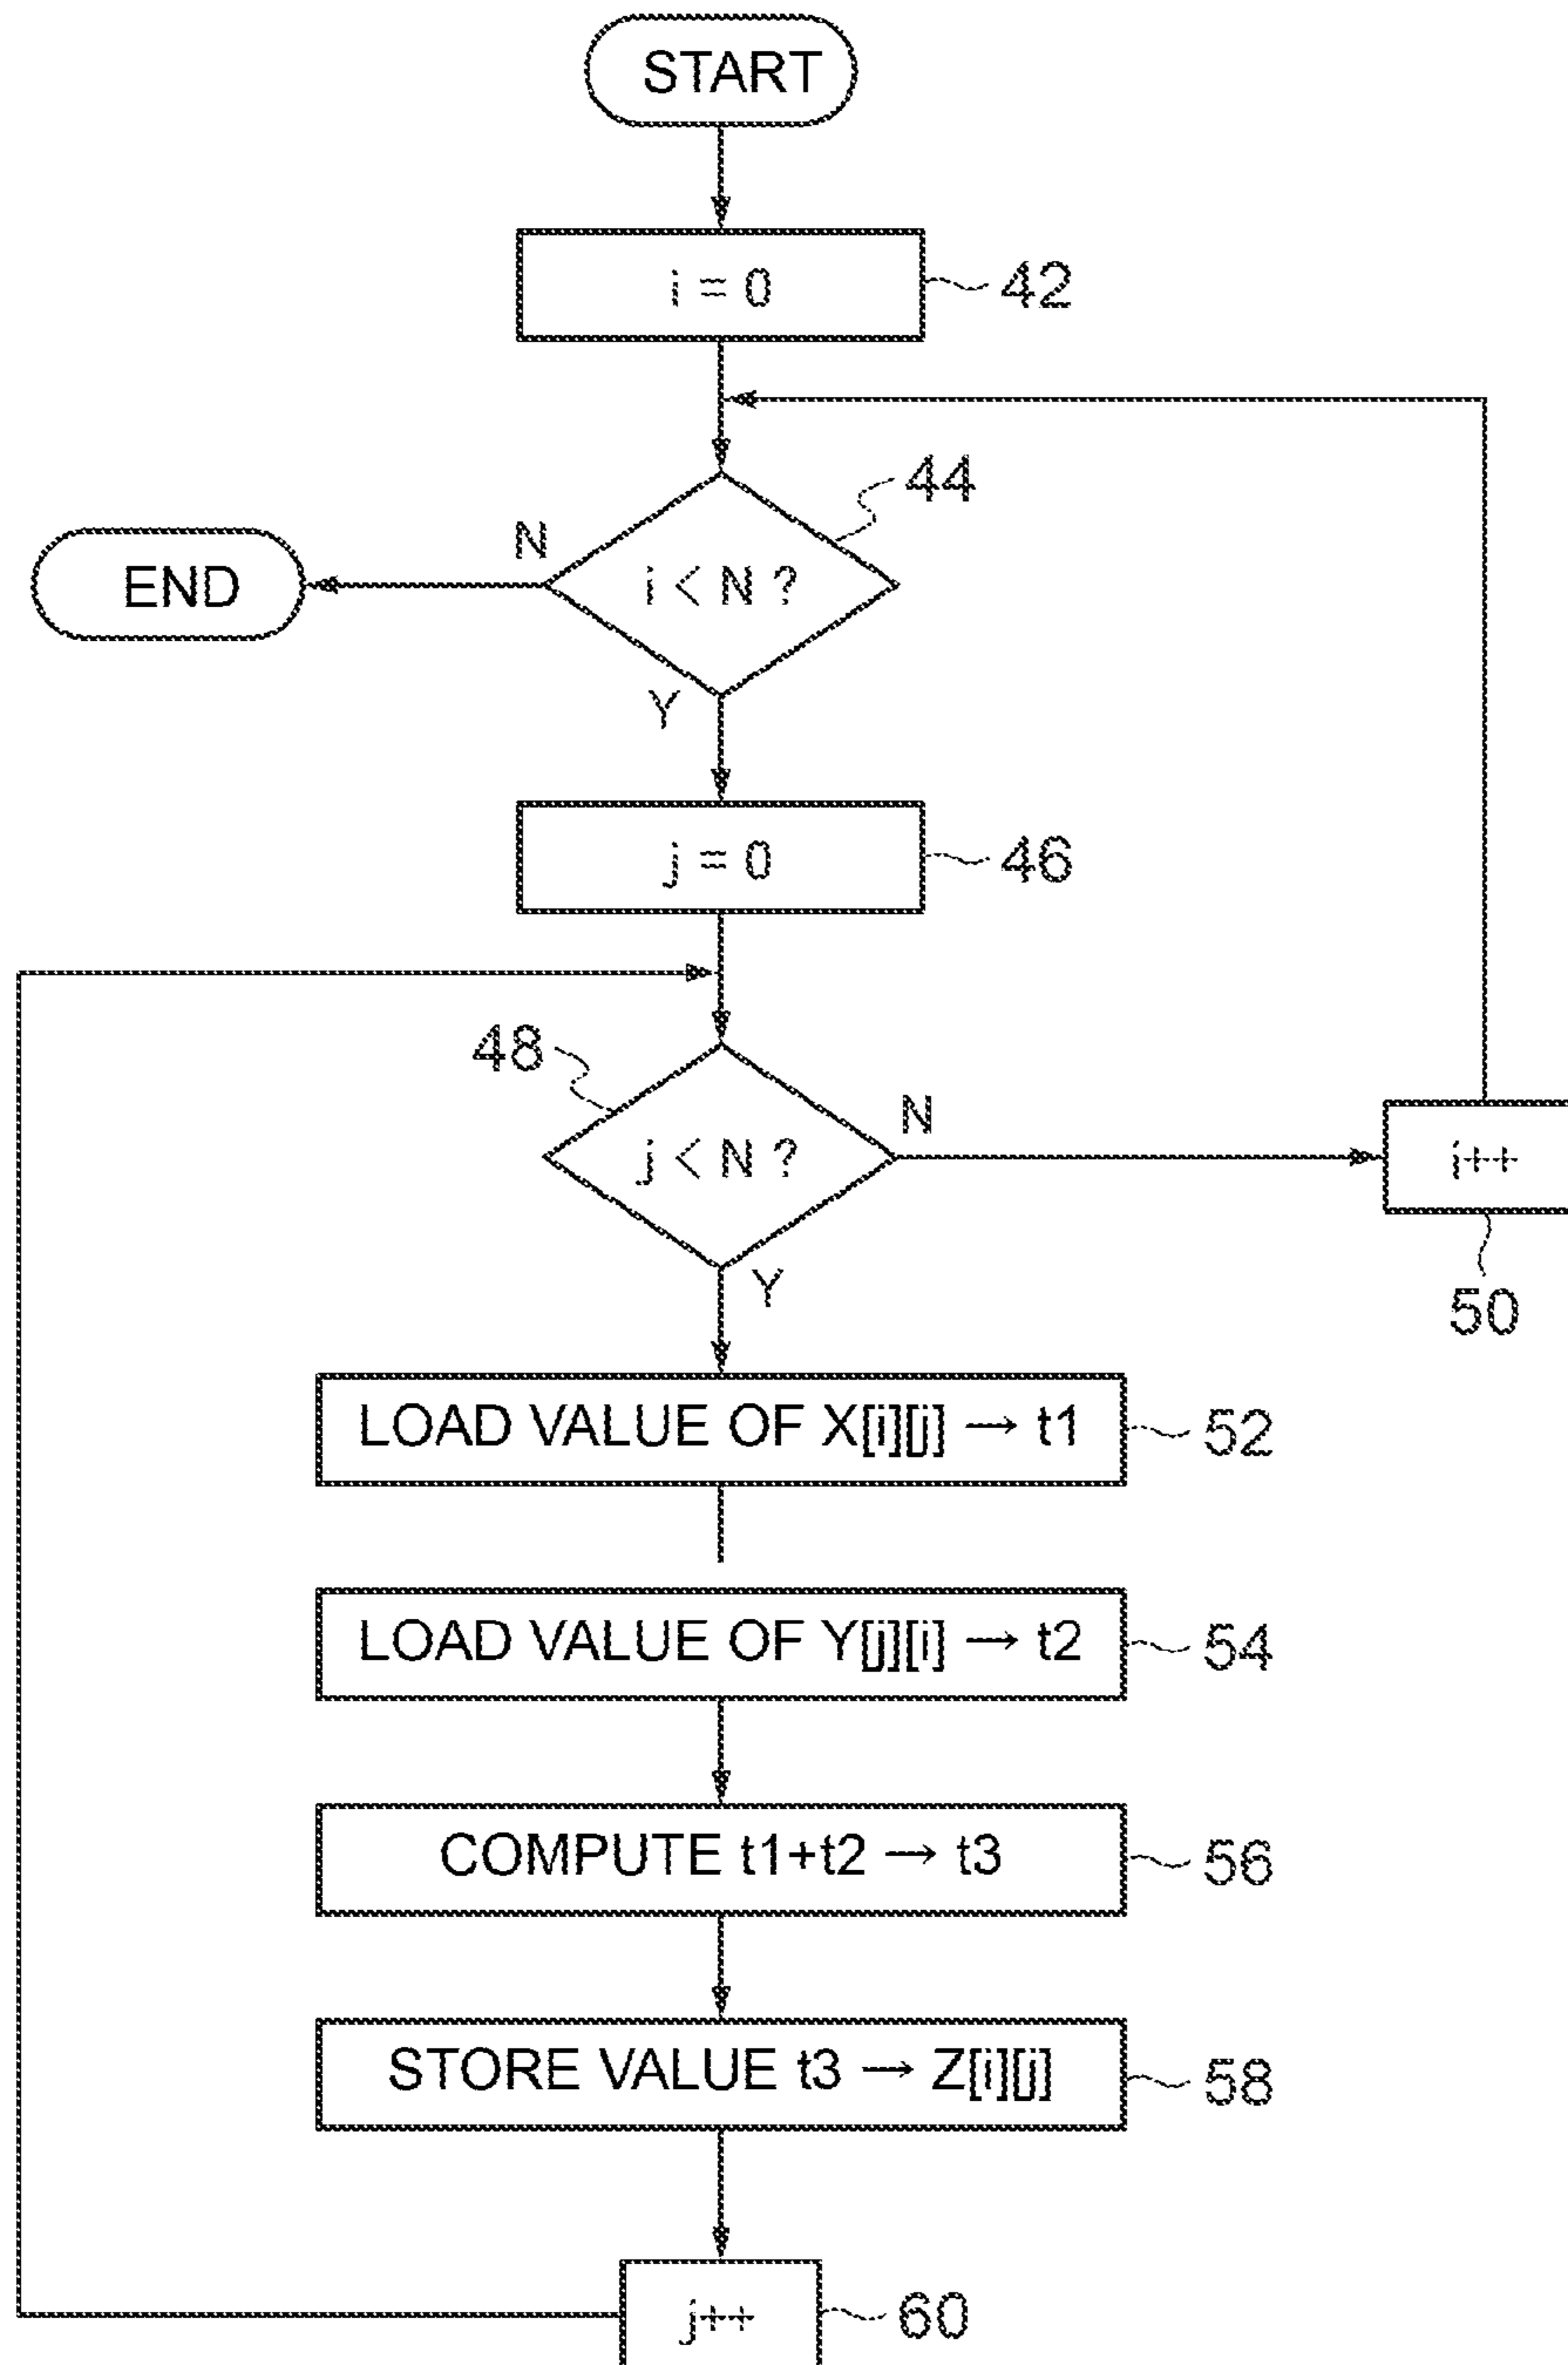 START
i = 0
42
44
i < N ?
N
END
Y
j = 0
46
48
j < N ?
N
i++
50
Y
LOAD VALUE OF X[i][j] → t1
52
LOAD VALUE OF Y[j][i] → t2
54
COMPUTE t1+t2 → t3
56
STORE VALUE t3 → Z[i][j]
58
j++
60